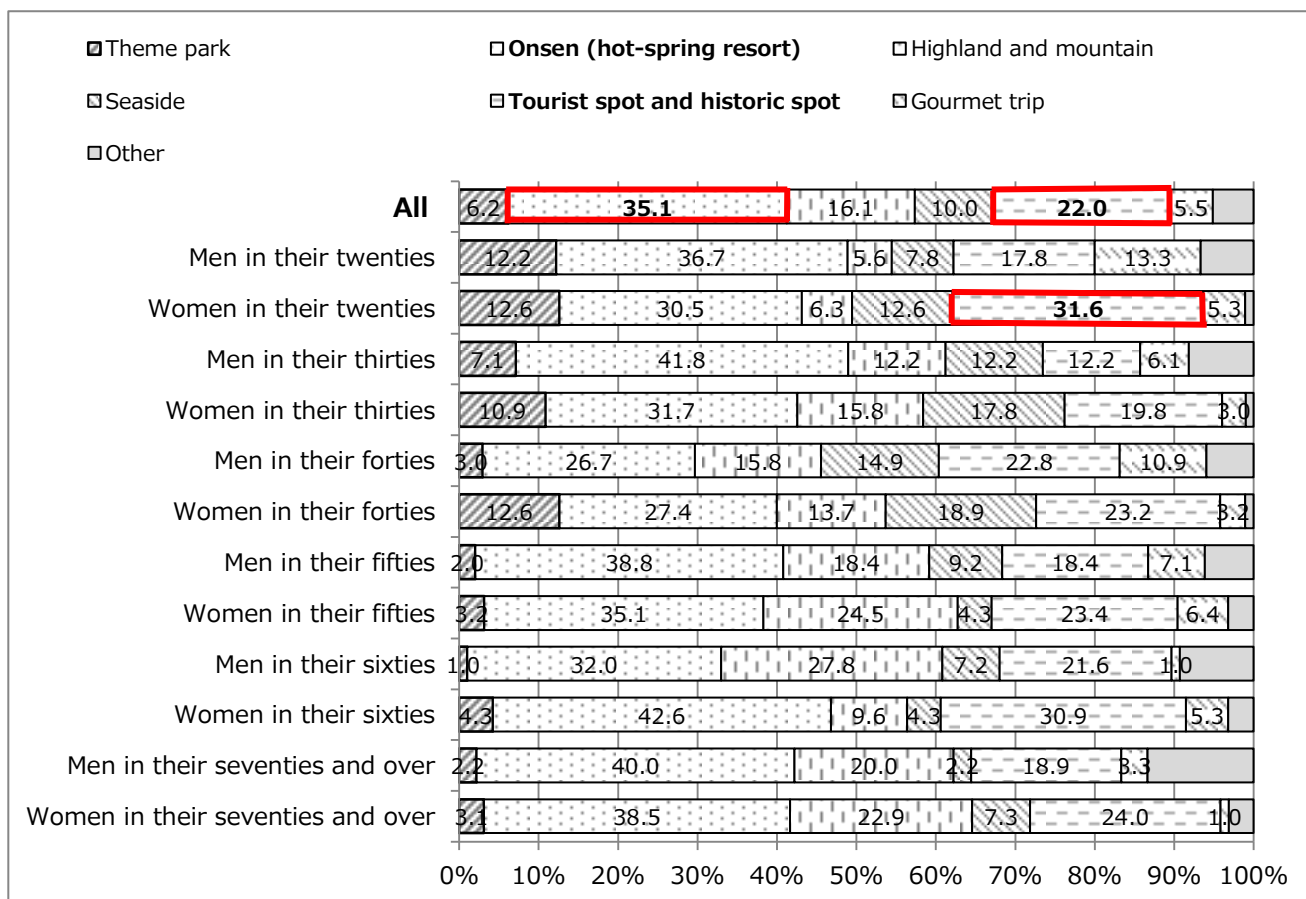 Theme park Onsen (hot-spring resort) Highland and mountain
Seaside Tourist spot and historic spot Gourmet trip
Other
All 6.2 35.1 16.1 10.0 22.0 5.5
Men in their twenties 12.2 36.7 5.6 7.8 17.8 13.3
Women in their twenties 12.6 30.5 6.3 12.6 31.6 5.3
Men in their thirties 7.1 41.8 12.2 12.2 12.2 6.1
Women in their thirties 10.9 31.7 15.8 17.8 19.8 3.0
Men in their forties 3.0 26.7 15.8 14.9 22.8 10.9
Women in their forties 12.6 27.4 13.7 18.9 23.2 3.2
Men in their fifties 2.0 38.8 18.4 9.2 18.4 7.1
Women in their fifties 3.2 35.1 24.5 4.3 23.4 6.4
Men in their sixties 1.0 32.0 27.8 7.2 21.6 1.0
Women in their sixties 4.3 42.6 9.6 4.3 30.9 5.3
Men in their seventies and over 2.2 40.0 20.0 2.2 18.9 3.3
Women in their seventies and over 3.1 38.5 22.9 7.3 24.0 1.0
0% 10% 20% 30% 40% 50% 60% 70% 80% 90% 100%